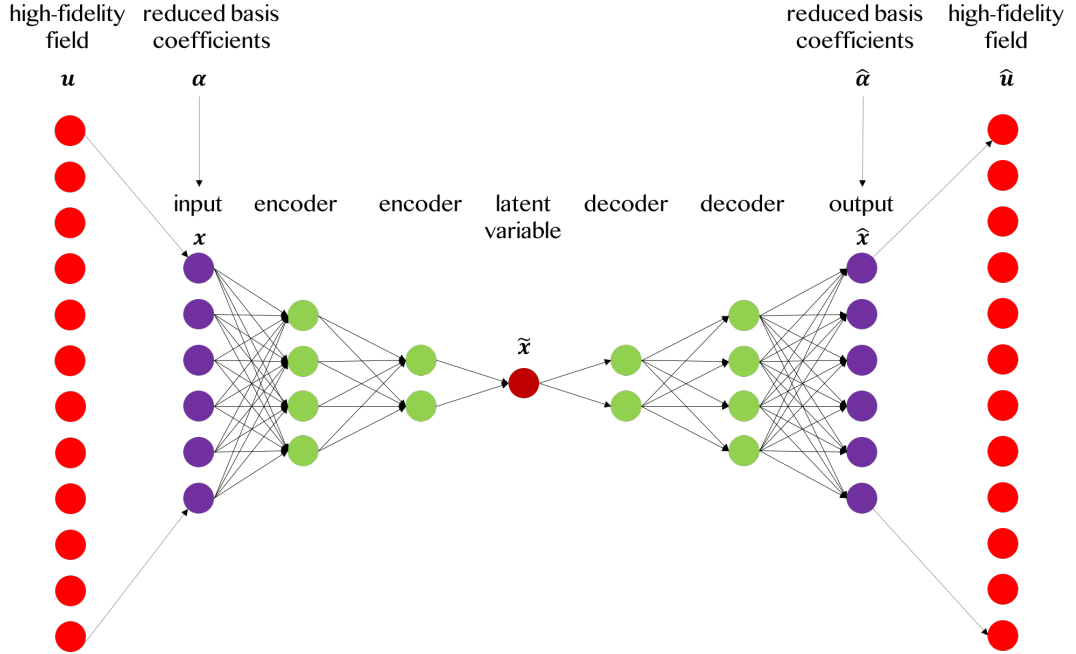 high-fidelity
field
u
reduced basis
coefficients
α
reduced basis
coefficients
α̂
high-fidelity
field
û
input
x
encoder
encoder
latent
variable
x̃
decoder
decoder
output
x̂